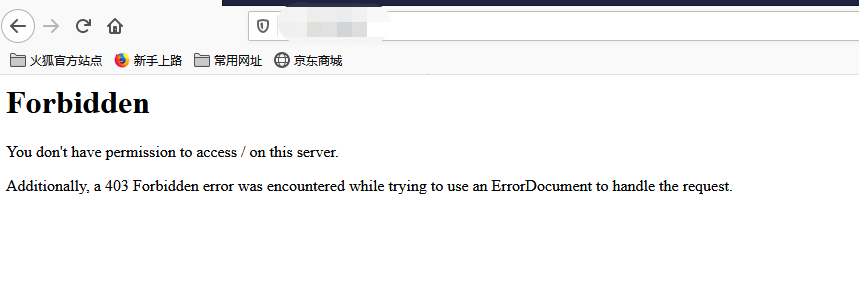 火狐官方站点 新手上路 常用网址 京东商城
Forbidden
You don't have permission to access / on this server.
Additionally, a 403 Forbidden error was encountered while trying to use an ErrorDocument to handle the request.